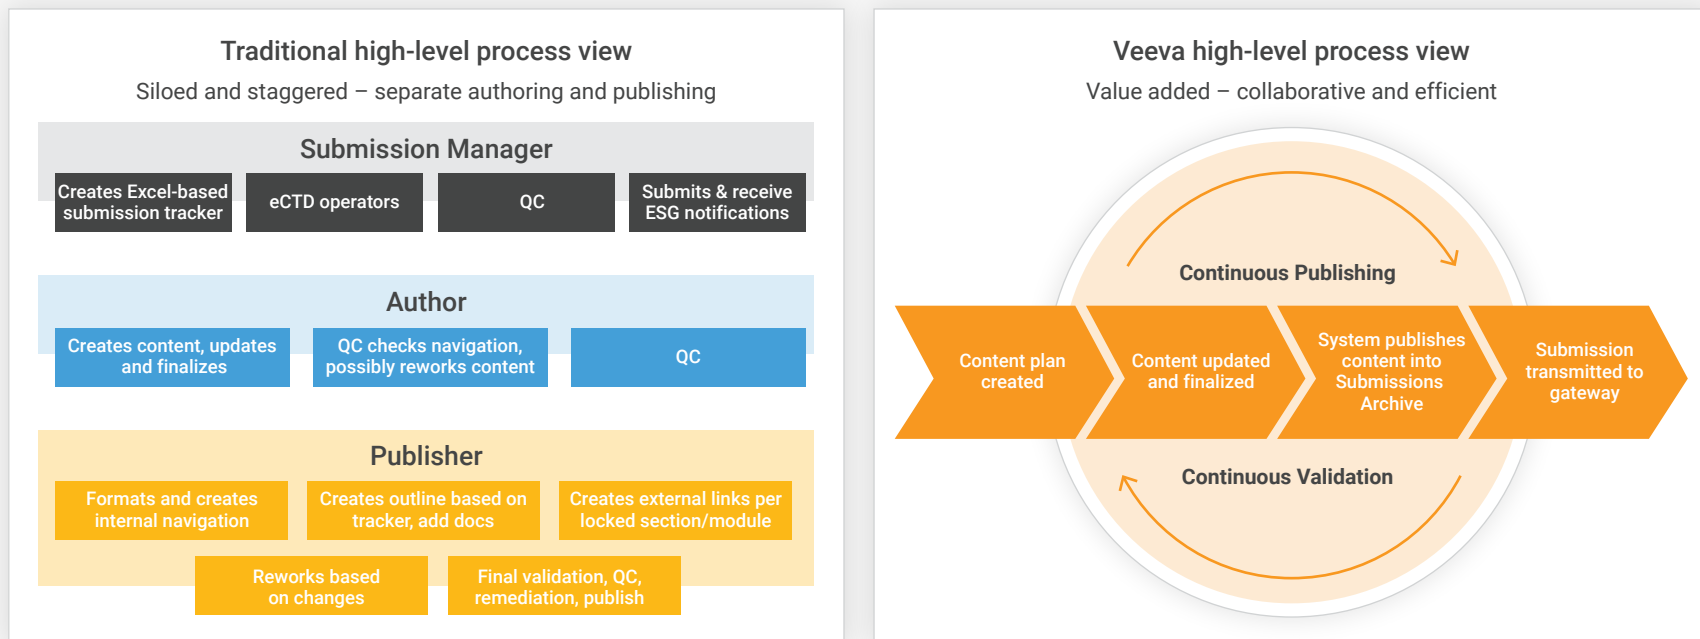 Traditional high-level process view
Siloed and staggered – separate authoring and publishing
Submission Manager
Creates Excel-based
submission tracker
eCTD operators
QC
Submits & receive
ESG notifications
Author
Creates content, updates
and finalizes
QC checks navigation,
possibly reworks content
QC
Publisher
Formats and creates
internal navigation
Creates outline based on
tracker, add docs
Creates external links per
locked section/module
Reworks based
on changes
Final validation, QC,
remediation, publish
Veeva high-level process view
Value added – collaborative and efficient
Continuous Publishing
Content plan
created
Content updated
and finalized
System publishes
content into
Submissions
Archive
Submission
transmitted to
gateway
Continuous Validation